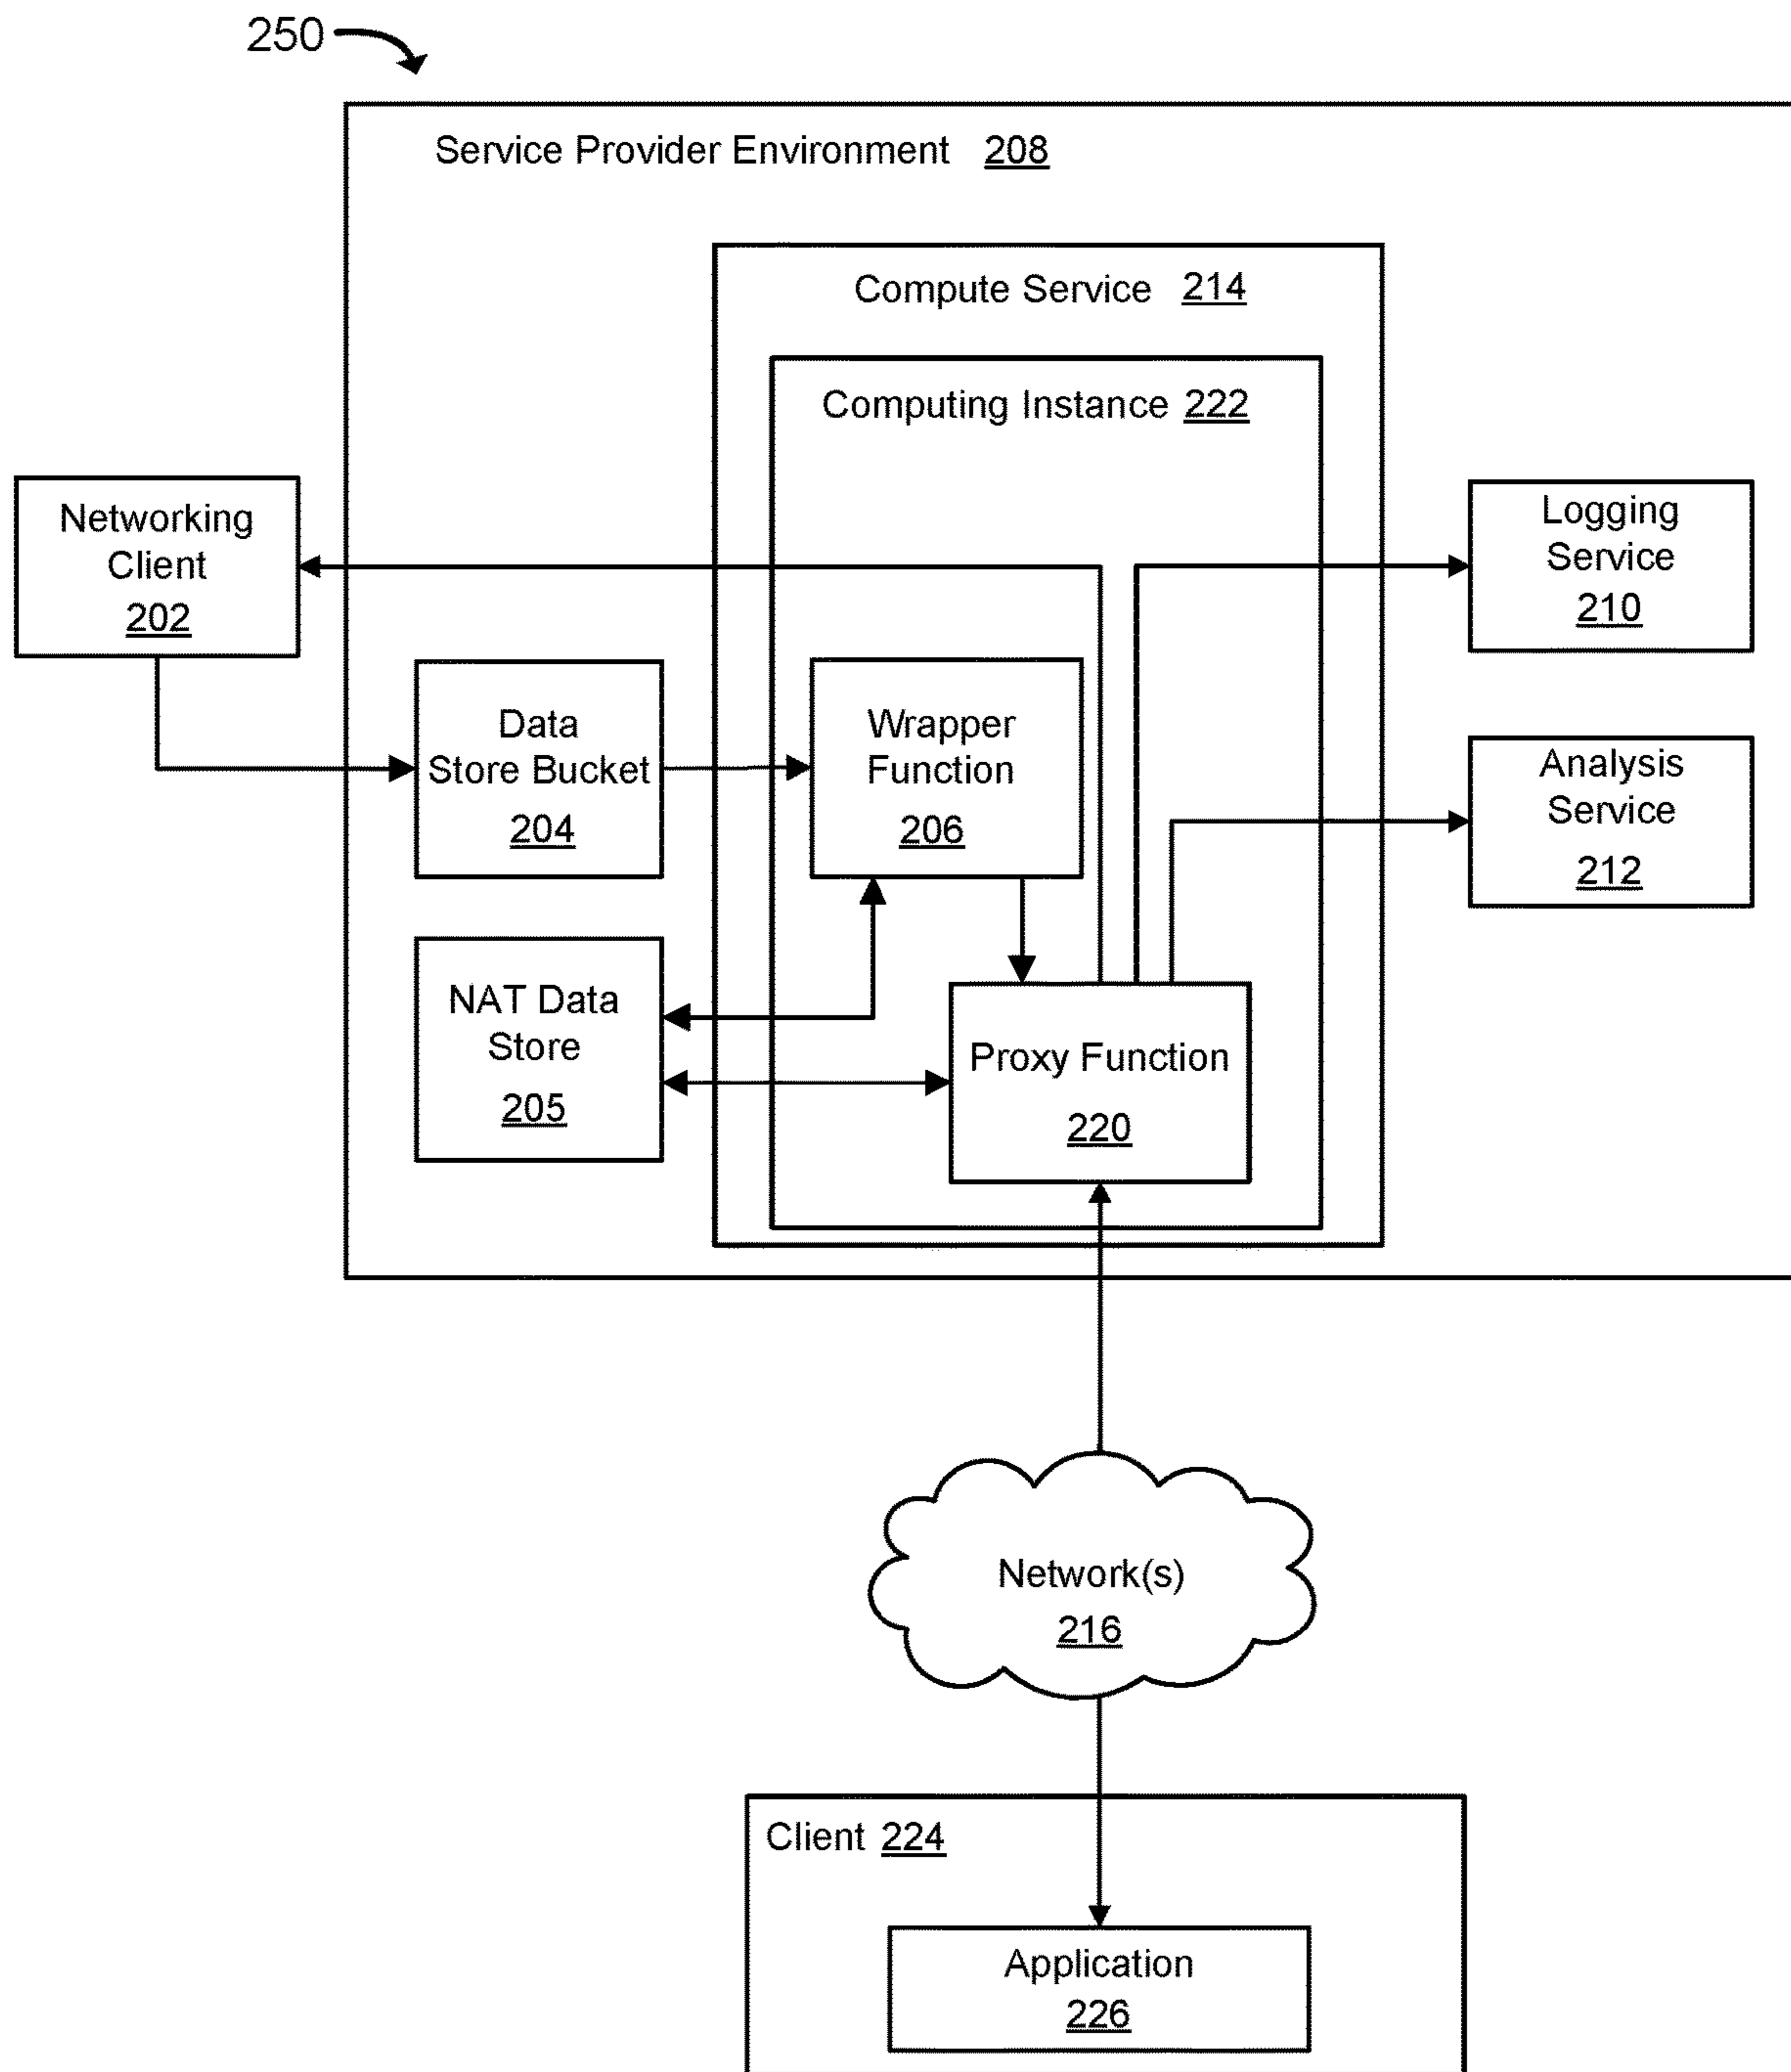 250
Service Provider Environment 208
Compute Service 214
Computing Instance 222
Networking
Client
202
Logging
Service
210
Data
Store Bucket
204
Wrapper
Function
206
Analysis
Service
212
NAT Data
Store
205
Proxy Function
220
Network(s)
216
Client 224
Application
226